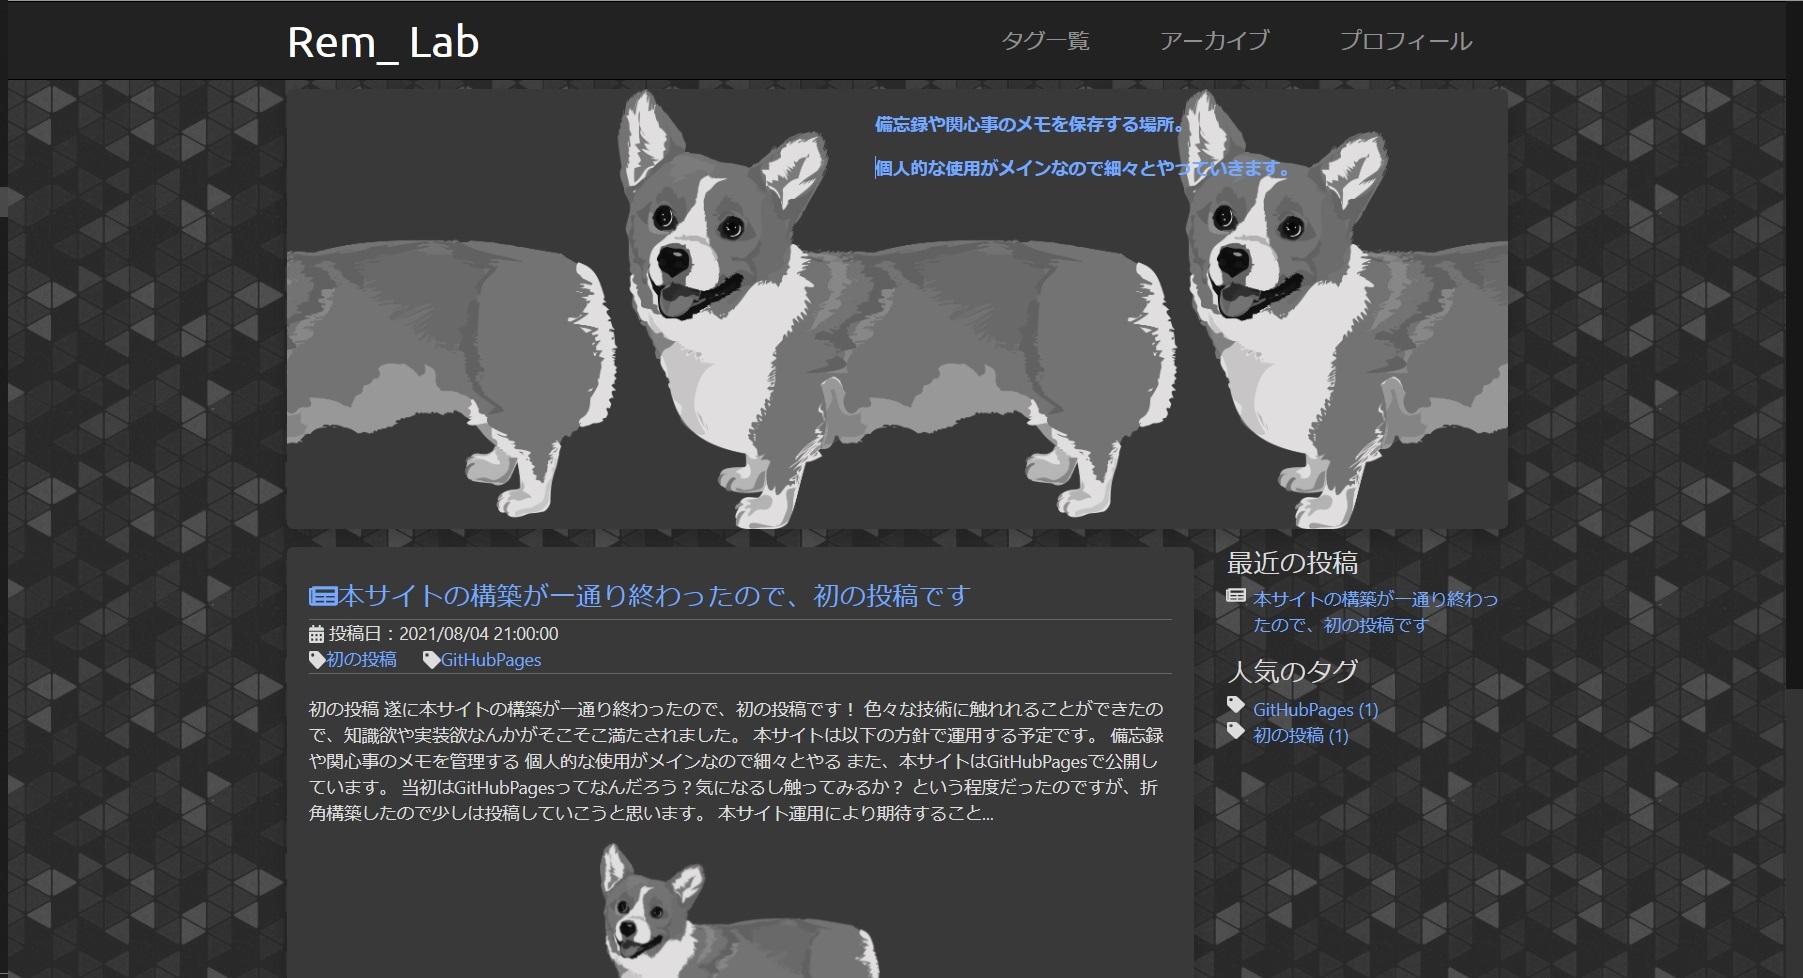 Rem_ Lab
タグ一覧
アーカイブ
プロフィール
備忘録や関心事のメモを保存する場所。
個人的な使用がメインなので細々とやっていきます。
本サイトの構築が一通り終わったので、初の投稿です
投稿日：2021/08/04 21:00:00
初の投稿 GitHubPages
初の投稿 遂に本サイトの構築が一通り終わったので、初の投稿です！ 色々な技術に触れれることができたの
で、知識欲や実装欲なんかがそこそこ満たされました。 本サイトは以下の方針で運用する予定です。 備忘録
や関心事のメモを管理する 個人的な使用がメインなので細々とやる また、本サイトはGitHubPagesで公開し
ています。 当初はGitHubPagesってなんだろう？気になるし触ってみるか？ という程度だったのですが、折
角構築したので少しは投稿していこうと思います。 本サイト運用により期待すること...
最近の投稿
本サイトの構築が一通り終わっ
たので、初の投稿です
人気のタグ
GitHubPages (1)
初の投稿 (1)